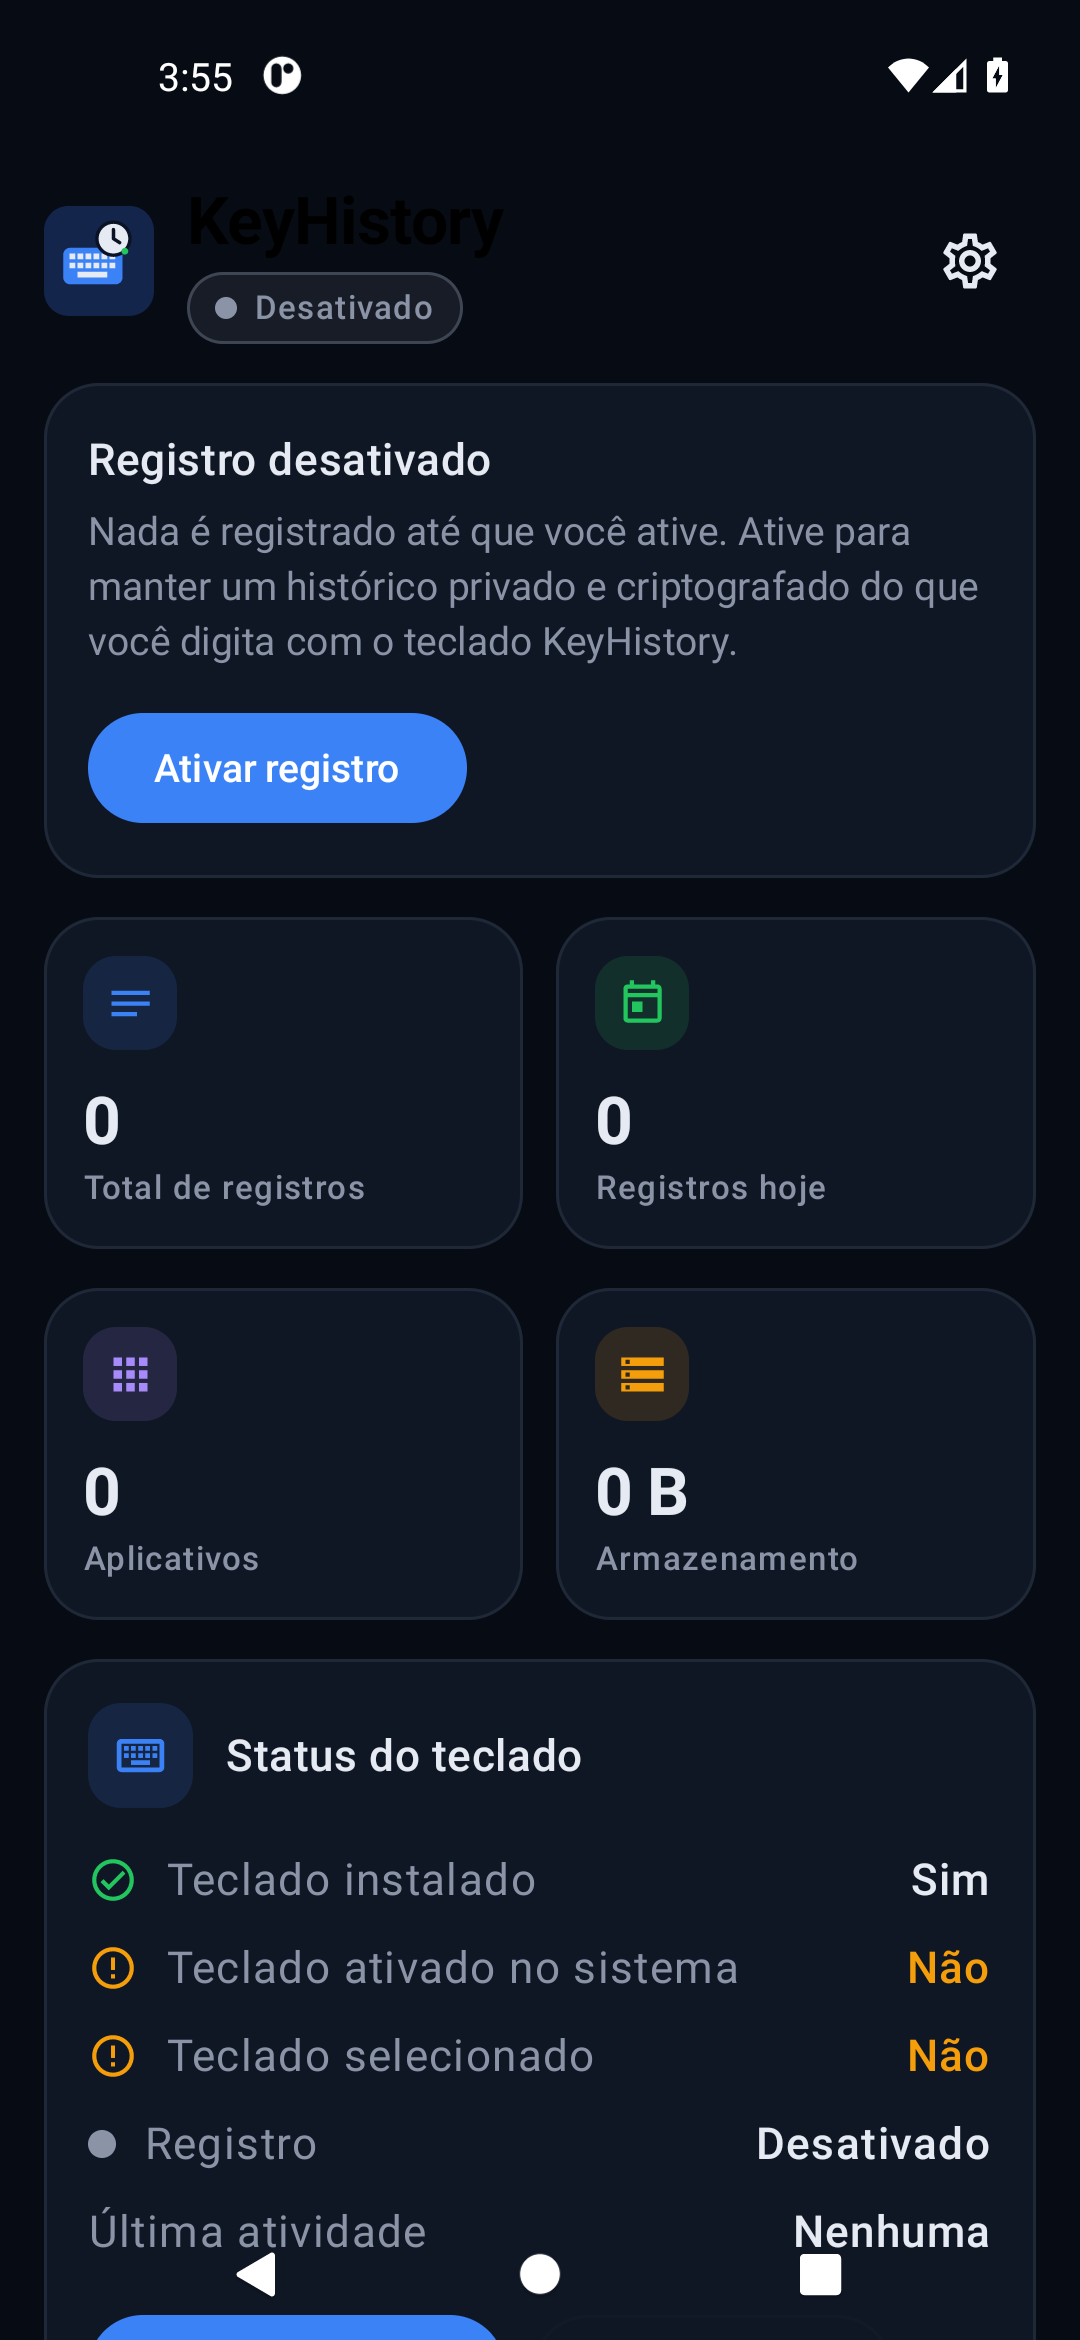 3:55
KeyHistory
Desativado
Registro desativado
Nada é registrado até que você ative. Ative para
manter um histórico privado e criptografado do que
você digita com o teclado KeyHistory.
Ativar registro
0
Total de registros
0
Registros hoje
0
Aplicativos
0 B
Armazenamento
Status do teclado
Teclado instalado Sim
Teclado ativado no sistema Não
Teclado selecionado Não
Registro Desativado
Última atividade Nenhuma